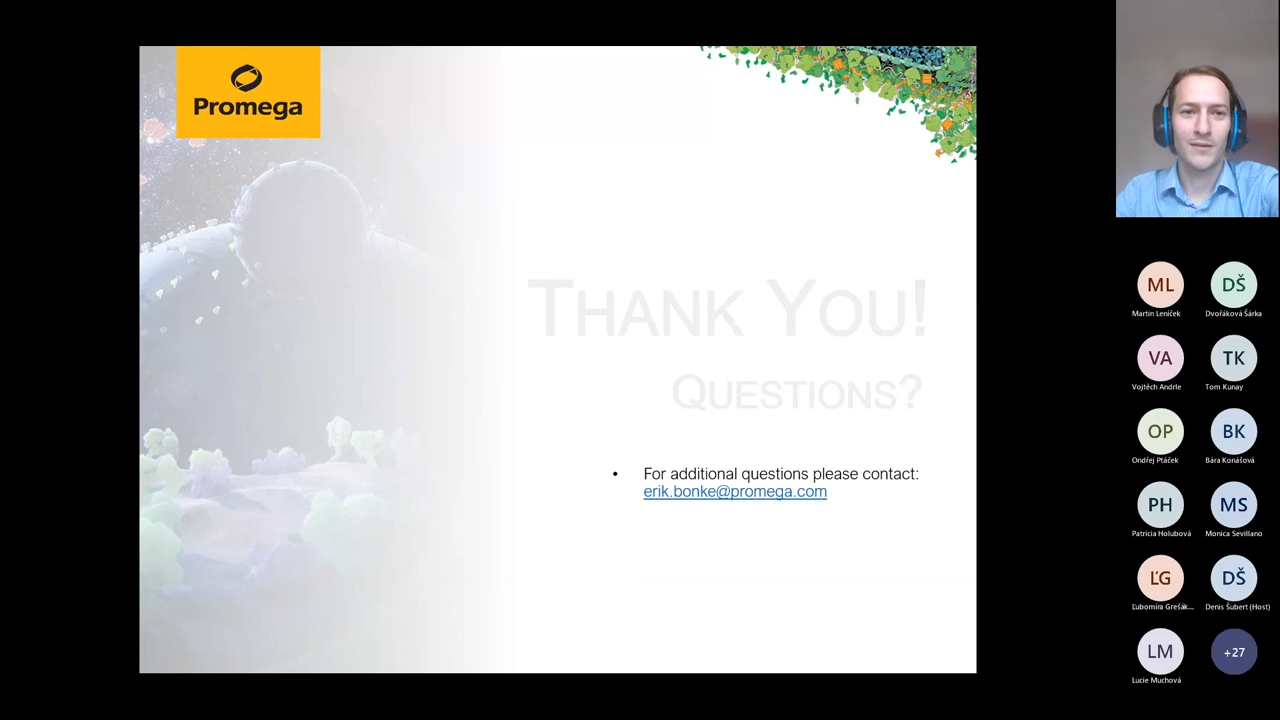 Promega
THANK YOU!
QUESTIONS?
• For additional questions please contact:
erik.bonke@promega.com
ML
Martin Leníček
DŠ
Dvořáková Šárka
VA
Vojtěch Andrle
TK
Tom Kunay
OP
Ondřej Ptáček
BK
Bára Konášová
PH
Patricia Holubová
MS
Monica Sevillano
ĽG
Ľubomíra Grešák...
DŠ
Denis Šubert (Host)
LM
Lucie Muchová
+27